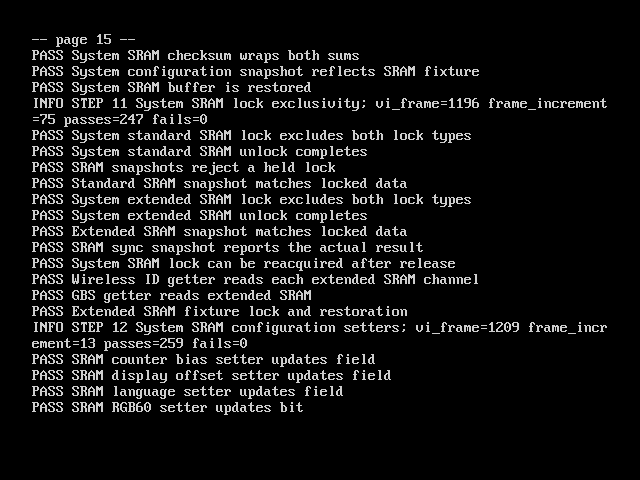 -- page 15 --
PASS System SRAM checksum wraps both sums
PASS System configuration snapshot reflects SRAM fixture
PASS System SRAM buffer is restored
INFO STEP 11 System SRAM lock exclusivity; vi_frame=1196 frame_increment
=75 passes=247 fails=0
PASS System standard SRAM lock excludes both lock types
PASS System standard SRAM unlock completes
PASS SRAM snapshots reject a held lock
PASS Standard SRAM snapshot matches locked data
PASS System extended SRAM lock excludes both lock types
PASS System extended SRAM unlock completes
PASS Extended SRAM snapshot matches locked data
PASS SRAM sync snapshot reports the actual result
PASS System SRAM lock can be reacquired after release
PASS Wireless ID getter reads each extended SRAM channel
PASS GBS getter reads extended SRAM
PASS Extended SRAM fixture lock and restoration
INFO STEP 12 System SRAM configuration setters; vi_frame=1209 frame_incr
ement=13 passes=259 fails=0
PASS SRAM counter bias setter updates field
PASS SRAM display offset setter updates field
PASS SRAM language setter updates field
PASS SRAM RGB60 setter updates bit